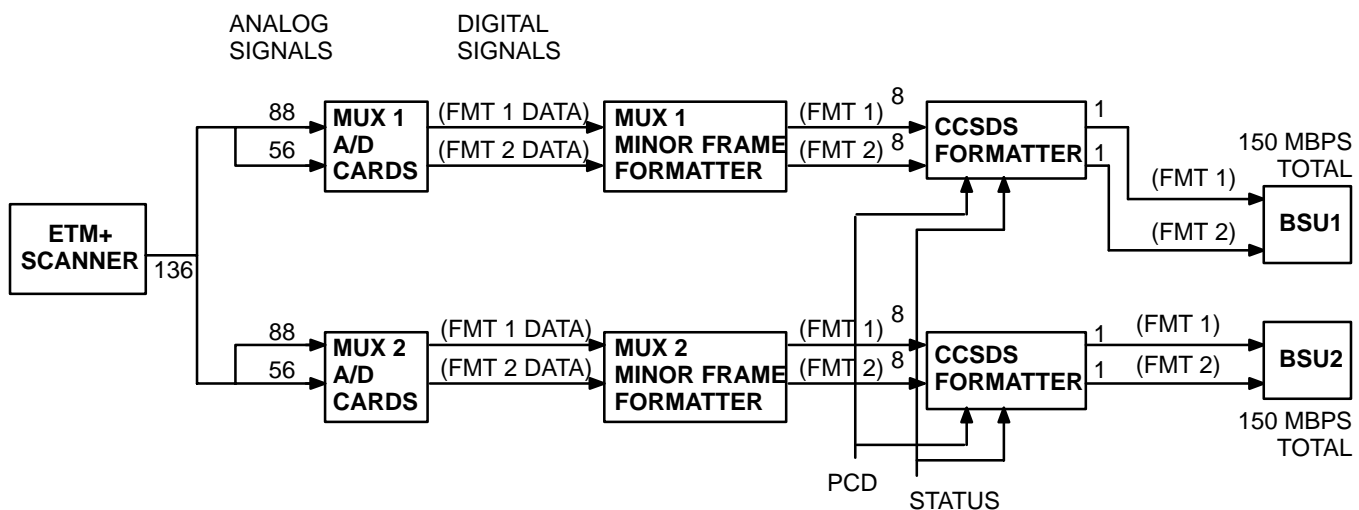 ANALOG
SIGNALS
DIGITAL
SIGNALS
88
56
MUX 1
A/D
CARDS
(FMT 1 DATA)
(FMT 2 DATA)
MUX 1
MINOR FRAME
FORMATTER
(FMT 1)
8
(FMT 2)
8
CCSDS
FORMATTER
1
1
(FMT 1)
(FMT 2)
150 MBPS
TOTAL
BSU1
ETM+
SCANNER
136
88
56
MUX 2
A/D
CARDS
(FMT 1 DATA)
(FMT 2 DATA)
MUX 2
MINOR FRAME
FORMATTER
(FMT 1)
8
(FMT 2)
8
CCSDS
FORMATTER
1
1
(FMT 1)
(FMT 2)
BSU2
150 MBPS
TOTAL
PCD
STATUS